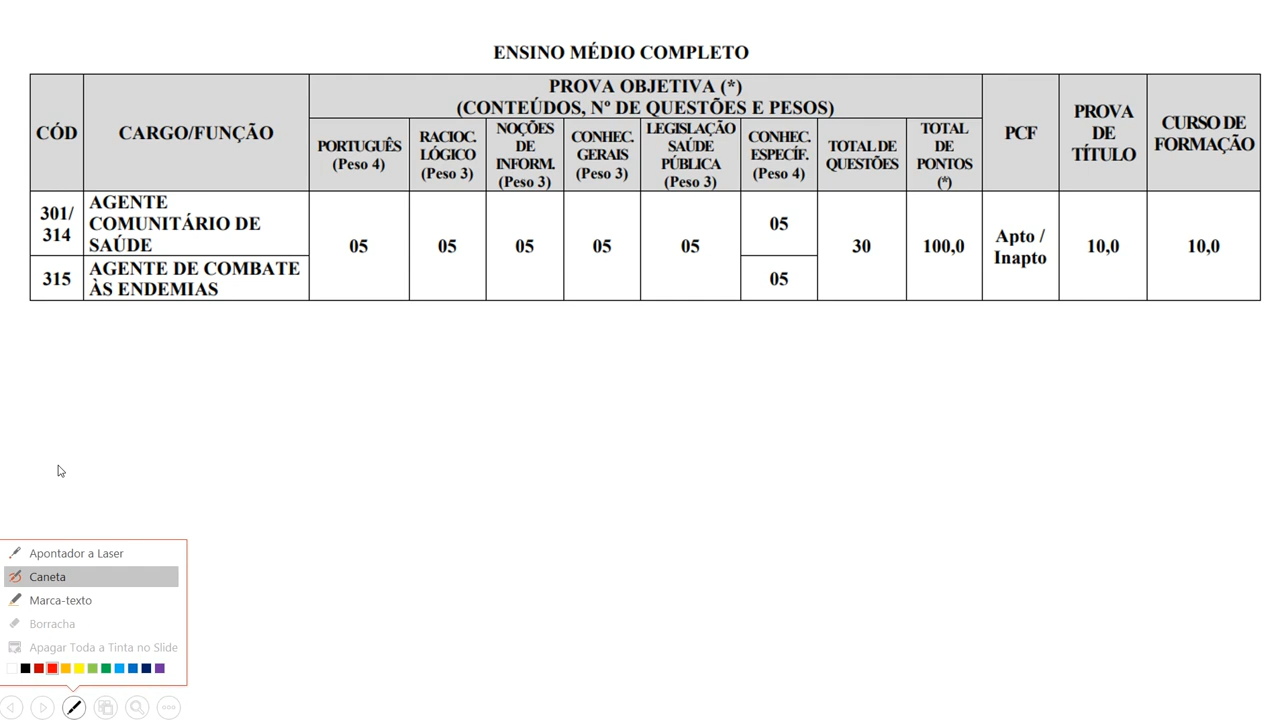 ENSINO MÉDIO COMPLETO
CÓD
CARGO/FUNÇÃO
PROVA OBJETIVA (*)
(CONTEÚDOS, Nº DE QUESTÕES E PESOS)
PORTUGUÊS
(Peso 4)
RACIOC.
LÓGICO
(Peso 3)
NOÇÕES
DE
INFORM.
(Peso 3)
CONHEC.
GERAIS
(Peso 3)
LEGISLAÇÃO
SAÚDE
PÚBLICA
(Peso 3)
CONHEC.
ESPECÍF.
(Peso 4)
TOTAL DE
QUESTÕES
TOTAL
DE
PONTOS
(*)
PCF
PROVA
DE
TÍTULO
CURSO DE
FORMAÇÃO
301/
314
AGENTE
COMUNITÁRIO DE
SAÚDE
05
05
05
05
05
05
30
100,0
Apto /
Inapto
10,0
10,0
315
AGENTE DE COMBATE
ÀS ENDEMIAS
05
Apontador a Laser
Caneta
Marca-texto
Borracha
Apagar Toda a Tinta no Slide